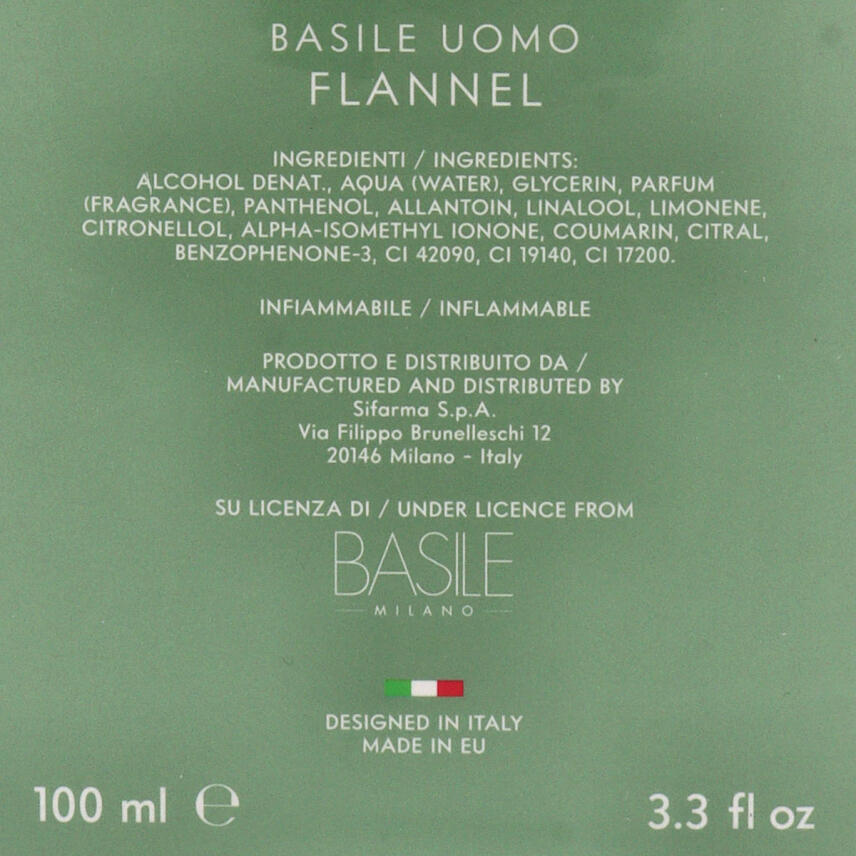 BASILE UOMO
FLANNEL
INGREDIENTI / INGREDIENTS:
ALCOHOL DENAT., AQUA (WATER), GLYCERIN, PARFUM
(FRAGRANCE), PANTHENOL, ALLANTOIN, LINALOOL, LIMONENE,
CITRONELLOL, ALPHA-ISOMETHYL IONONE, COUMARIN, CITRAL,
BENZOPHENONE-3, CI 42090, CI 19140, CI 17200.
INFIAMMABILE / INFLAMMABLE
PRODOTTO E DISTRIBUITO DA /
MANUFACTURED AND DISTRIBUTED BY
Sifarma S.p.A.
Via Filippo Brunelleschi 12
20146 Milano - Italy
SU LICENZA DI / UNDER LICENCE FROM
BASILE
MILANO
DESIGNED IN ITALY
MADE IN EU
100 ml ℮ 3.3 fl oz